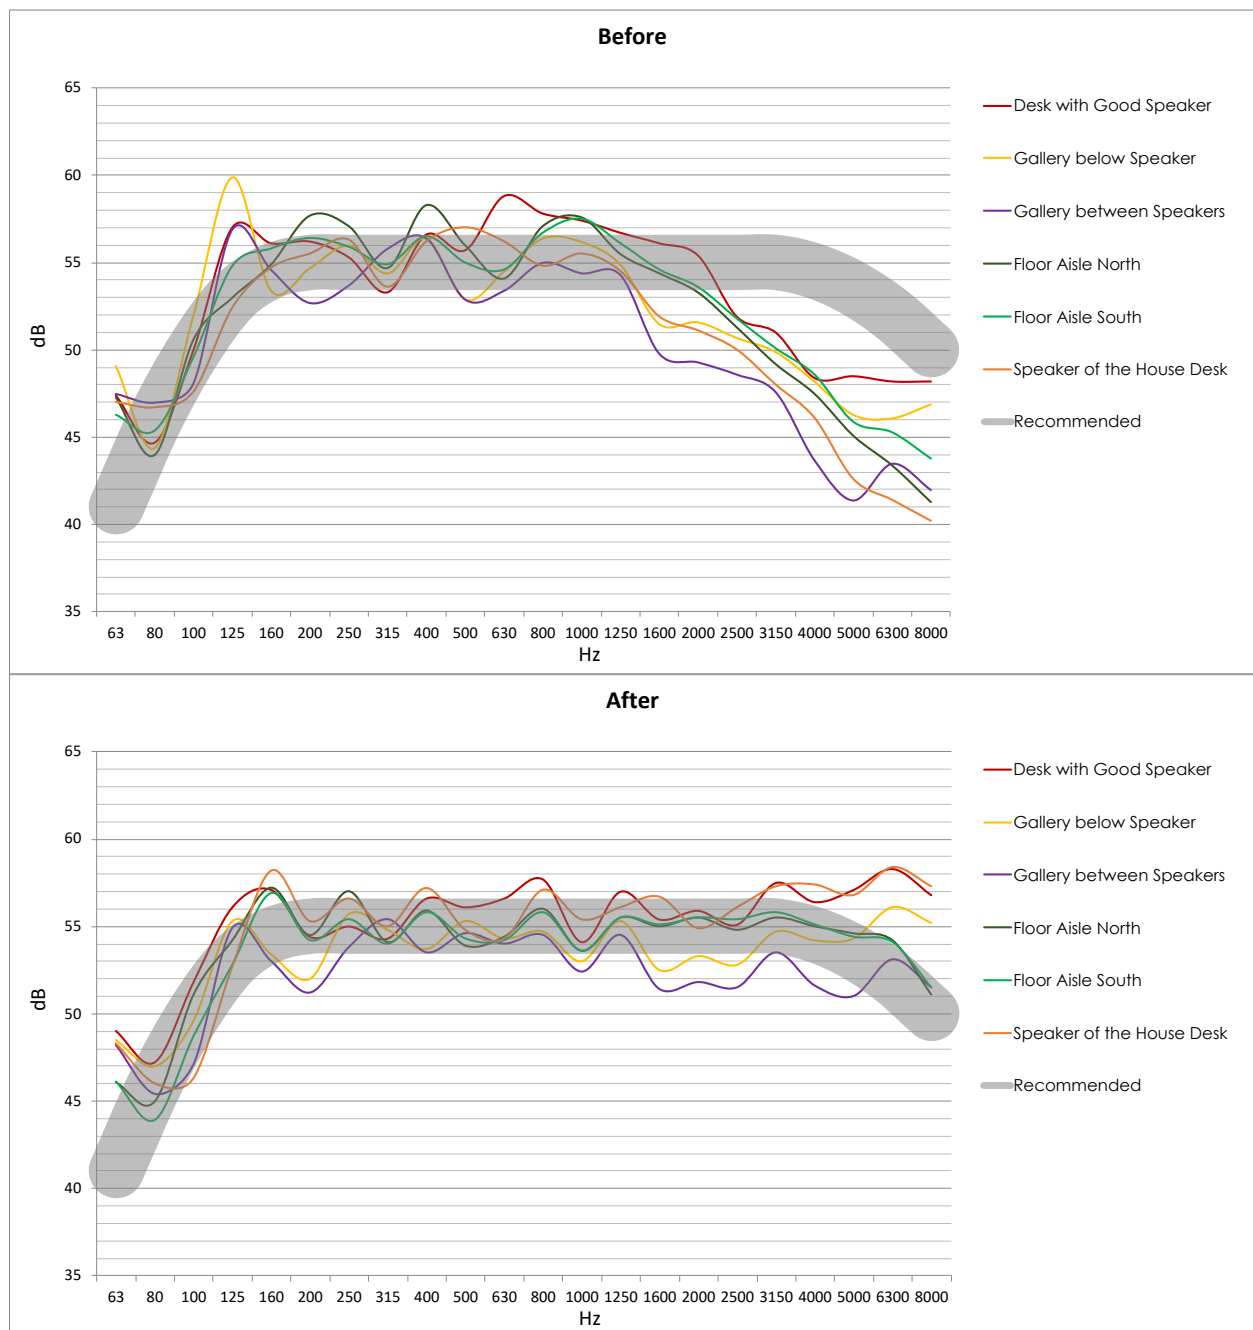 Before
65
60
55
50
45
40
35
dB
63 80 100 125 160 200 250 315 400 500 630 800 1000 1250 1600 2000 2500 3150 4000 5000 6300 8000
Hz
Desk with Good Speaker
Gallery below Speaker
Gallery between Speakers
Floor Aisle North
Floor Aisle South
Speaker of the House Desk
Recommended
After
65
60
55
50
45
40
35
dB
63 80 100 125 160 200 250 315 400 500 630 800 1000 1250 1600 2000 2500 3150 4000 5000 6300 8000
Hz
Desk with Good Speaker
Gallery below Speaker
Gallery between Speakers
Floor Aisle North
Floor Aisle South
Speaker of the House Desk
Recommended